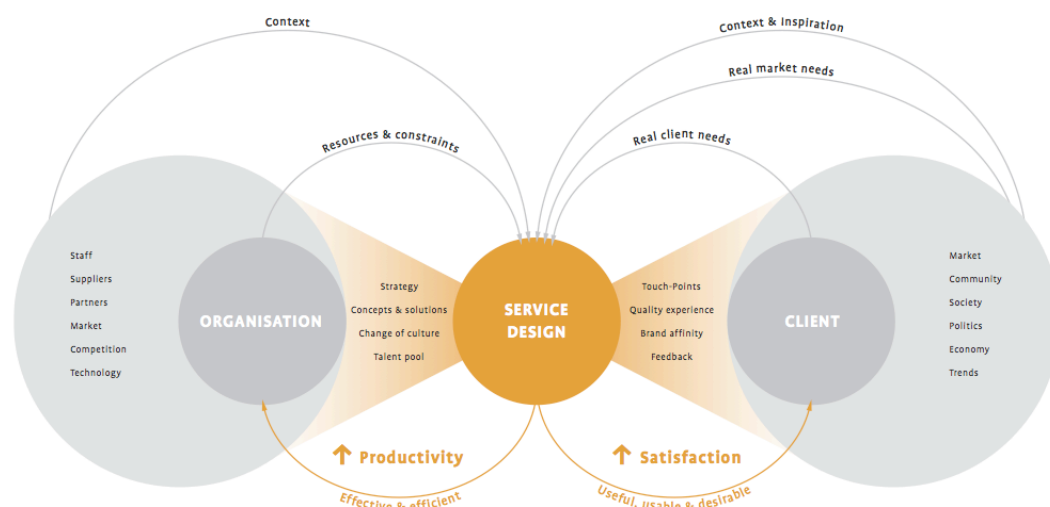 Context
Context & inspiration
Real market needs
Resources & constraints
Real client needs
Staff
Suppliers
Partners
Market
Competition
Technology
ORGANISATION
Strategy
Concepts & solutions
Change of culture
Talent pool
SERVICE
DESIGN
Touch-Points
Quality experience
Brand affinity
Feedback
CLIENT
Market
Community
Society
Politics
Economy
Trends
Productivity
Satisfaction
Effective & efficient
Useful, usable & desirable